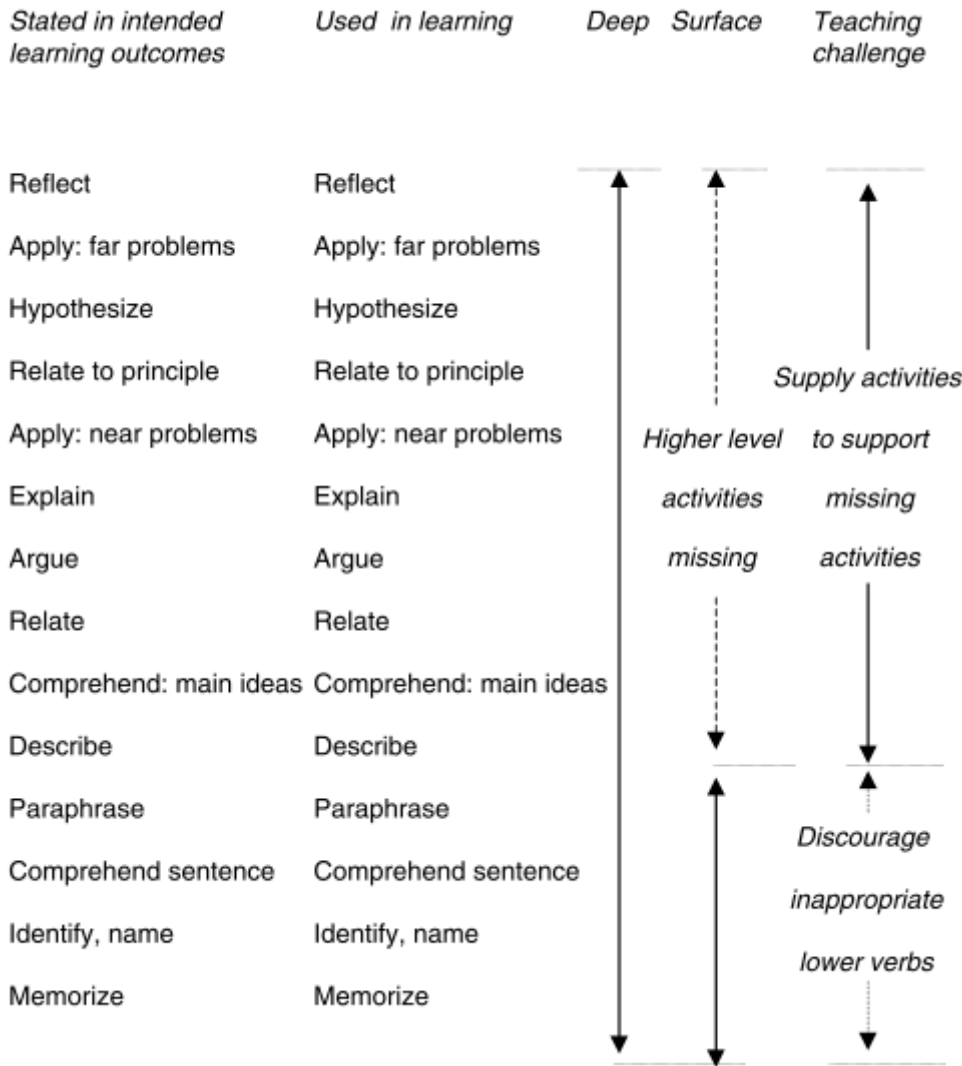 Stated in intended learning outcomes
Used in learning
Deep
Surface
Teaching challenge
Reflect Reflect
Apply: far problems Apply: far problems
Hypothesize Hypothesize
Relate to principle Relate to principle Supply activities
Apply: near problems Apply: near problems Higher level to support
Explain Explain activities missing
Argue Argue missing activities
Relate Relate
Comprehend: main ideas Comprehend: main ideas
Describe Describe
Paraphrase Paraphrase Discourage
Comprehend sentence Comprehend sentence inappropriate
Identify, name Identify, name lower verbs
Memorize Memorize